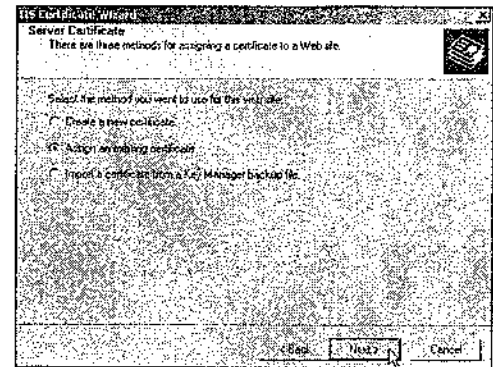 IIS Certificate Wizard
Server Certificate
There are three methods for assigning a certificate to a Web site.
Select the method you want to use for this web site:
Create a new certificate.
Assign an existing certificate
Import a certificate from a Key Manager backup file.
< Back
Next >
Cancel